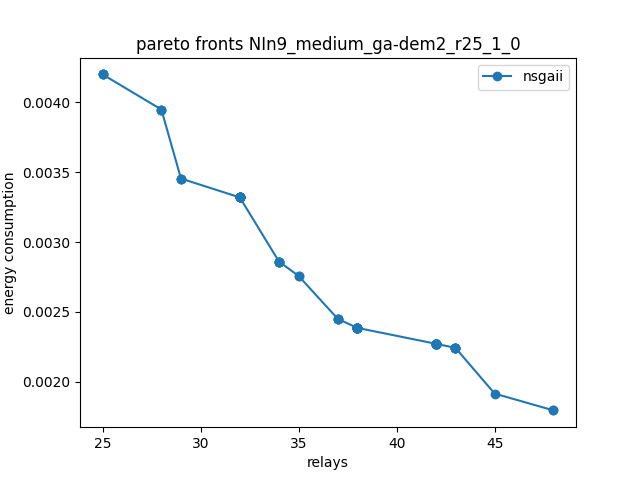 pareto fronts NIn9_medium_ga-dem2_r25_1_0
nsgaii
energy consumption
0.0040
0.0035
0.0030
0.0025
0.0020
25 30 35 40 45
relays